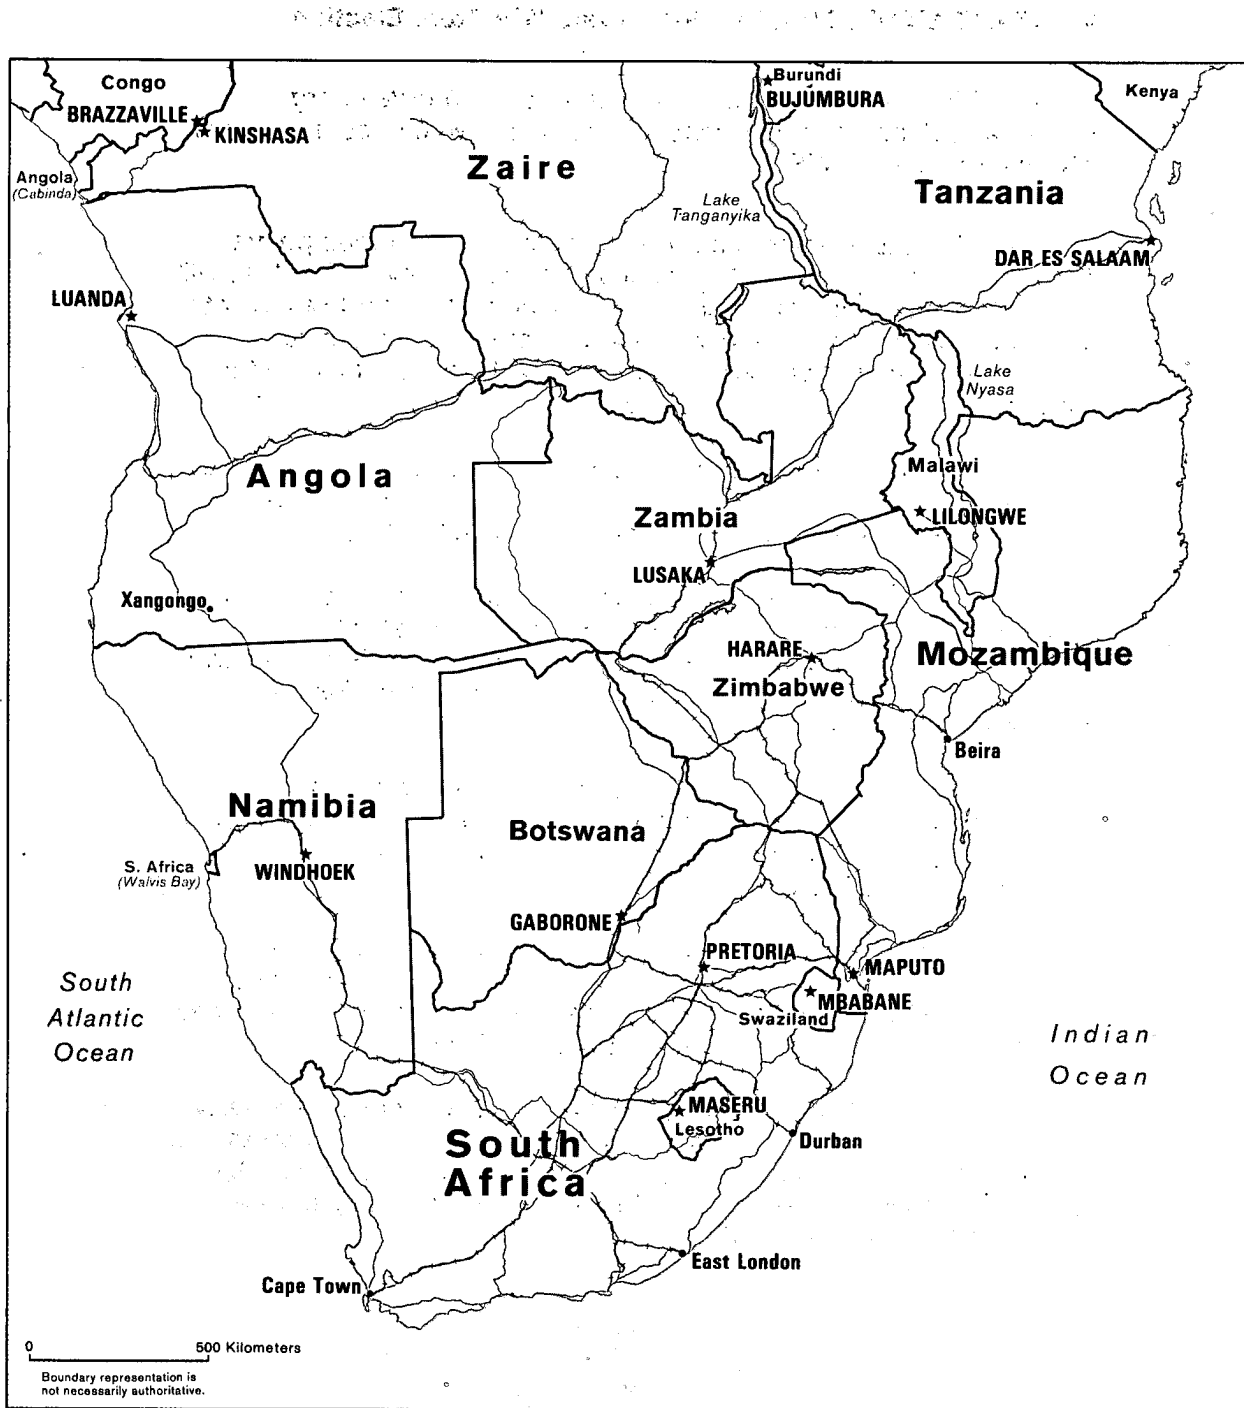 Congo
BRAZZAVILLE
KINSHASA
Angola
(Cabinda)
Zaire
Burundi
BUJUMBURA
Kenya
Lake
Tanganyika
Tanzania
DAR ES SALAAM
LUANDA
Lake
Nyasa
Angola
Malawi
LILONGWE
Zambia
LUSAKA
Xangongo
HARARE
Zimbabwe
Mozambique
Beira
Namibia
Botswana
S. Africa
(Walvis Bay)
WINDHOEK
GABORONE
PRETORIA
MAPUTO
MBABANE
Swaziland
South
Atlantic
Ocean
Indian
Ocean
MASERU
Lesotho
South
Africa
Durban
East London
Cape Town
0 500 Kilometers
Boundary representation is
not necessarily authoritative.